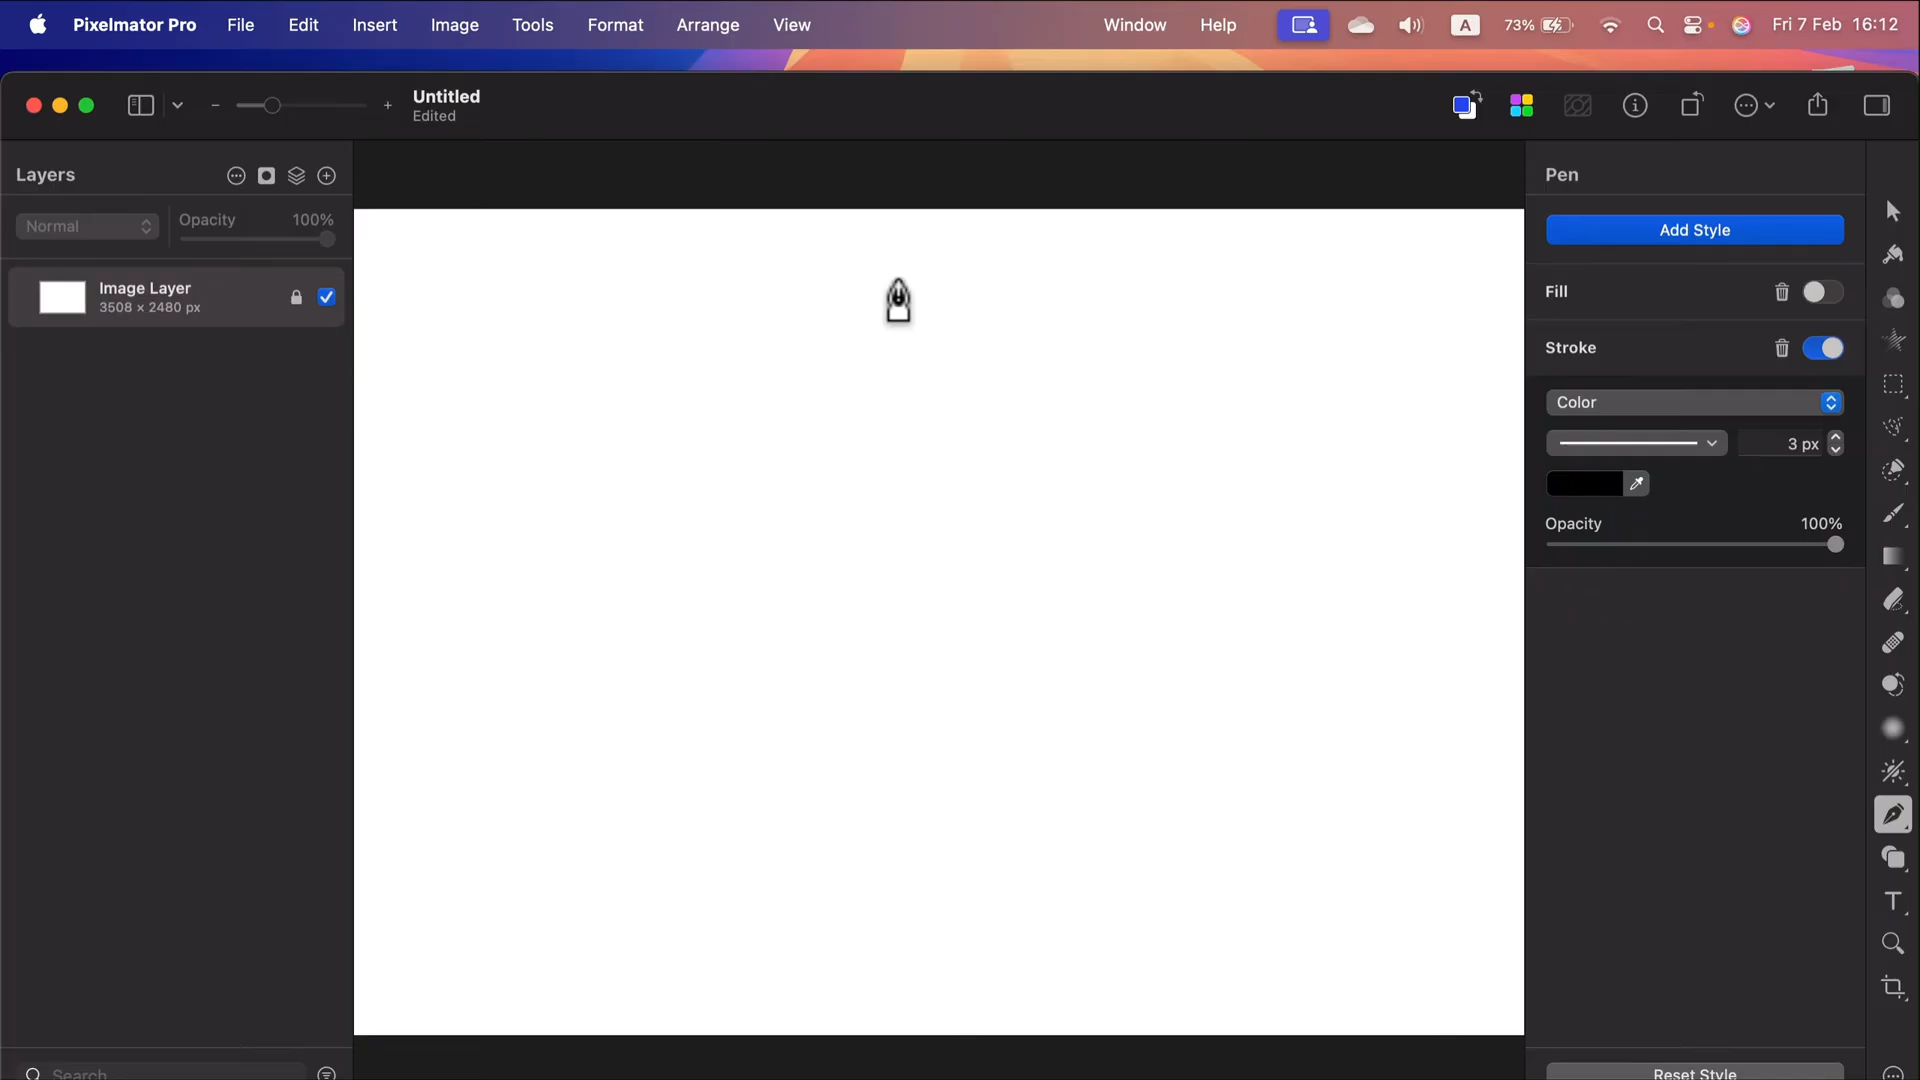 Pixelmator Pro File Edit Insert Image Tools Format Arrange View Window Help A 73% Fri 7 Feb 16:12
Untitled
Edited
Layers
Normal Opacity 100%
Image Layer
3508 × 2480 px
Search
Pen
Add Style
Fill
Stroke
Color
3 px
Opacity 100%
Reset Style
T